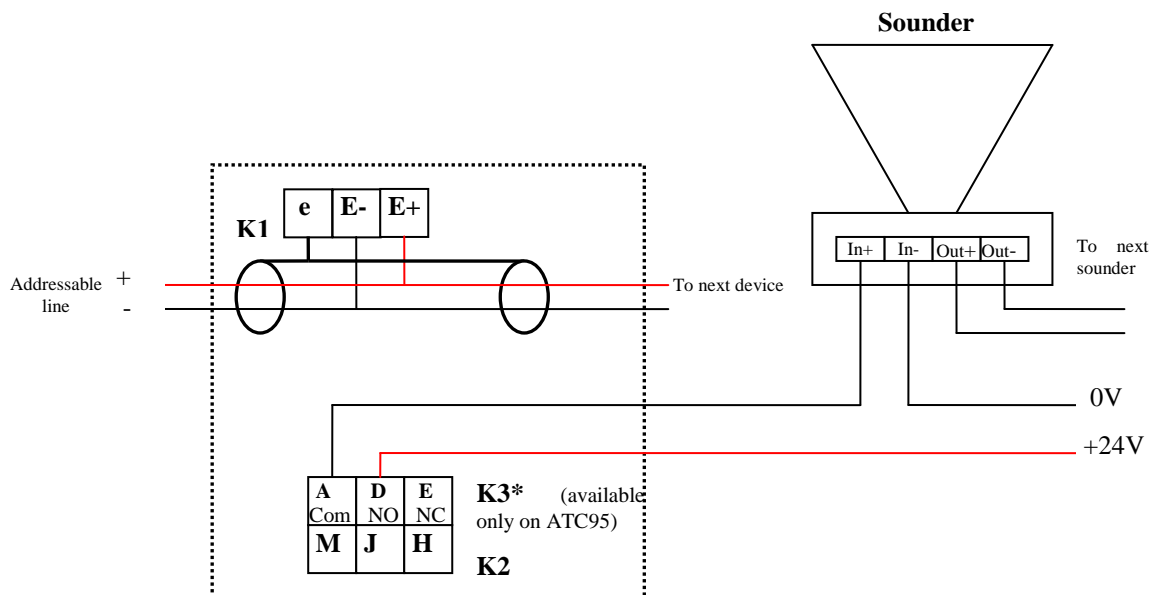 Sounder
e E- E+
K1
In+ In- Out+ Out-
To next
sounder
Addressable
line
+
-
To next device
0V
+24V
A D E
Com NO NC
K3* (available
only on ATC95)
M J H
K2